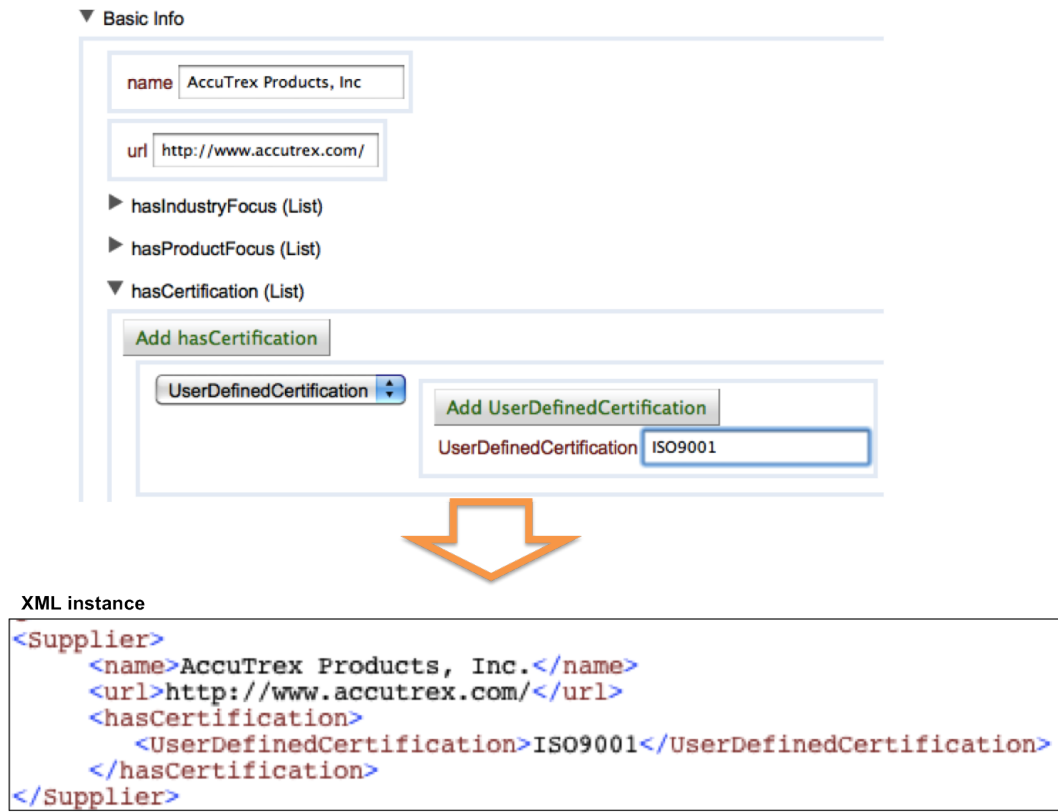 Basic Info
name AccuTrex Products, Inc
url http://www.accutrex.com/
hasIndustryFocus (List)
hasProductFocus (List)
hasCertification (List)
Add hasCertification
UserDefinedCertification
Add UserDefinedCertification
UserDefinedCertification ISO9001
XML instance
<Supplier>
<name>AccuTrex Products, Inc.</name>
<url>http://www.accutrex.com/</url>
<hasCertification>
<UserDefinedCertification>ISO9001</UserDefinedCertification>
</hasCertification>
</Supplier>